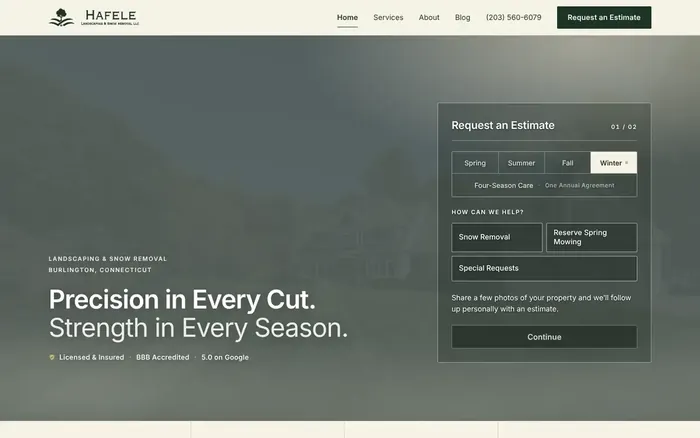 HAFELE
LANDSCAPING & SNOW REMOVAL, LLC
Home
Services
About
Blog
(203) 560-6079
Request an Estimate
Request an Estimate
01 / 02
Spring
Summer
Fall
Winter
Four-Season Care · One Annual Agreement
HOW CAN WE HELP?
Snow Removal
Reserve Spring
Mowing
Special Requests
Share a few photos of your property and we'll follow
up personally with an estimate.
Continue
LANDSCAPING & SNOW REMOVAL
BURLINGTON, CONNECTICUT
Precision in Every Cut.
Strength in Every Season.
Licensed & Insured · BBB Accredited · 5.0 on Google